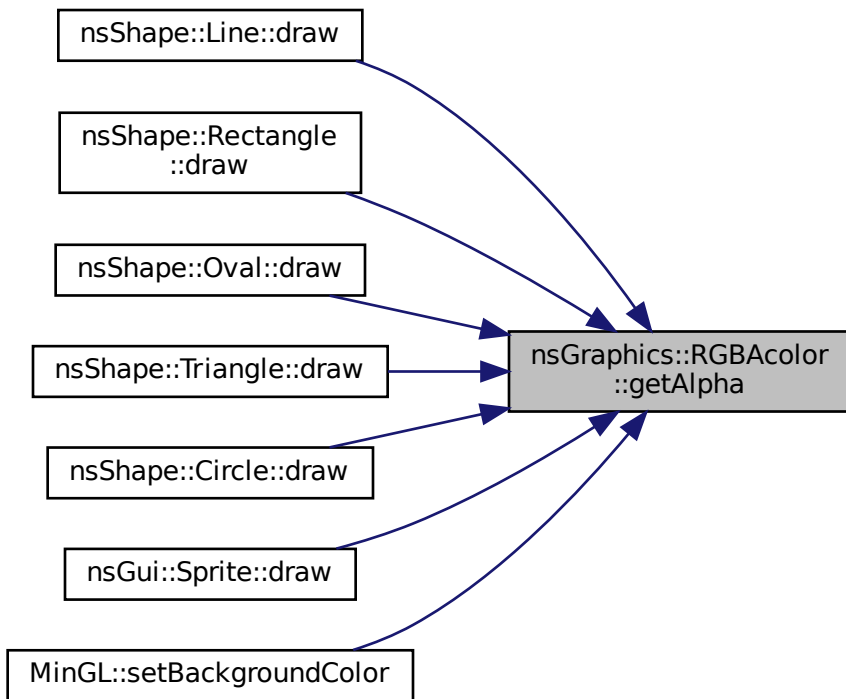 nsShape::Line::draw
nsShape::Rectangle
::draw
nsShape::Oval::draw
nsShape::Triangle::draw
nsShape::Circle::draw
nsGui::Sprite::draw
MinGL::setBackgroundColor
nsGraphics::RGBAcolor
::getAlpha